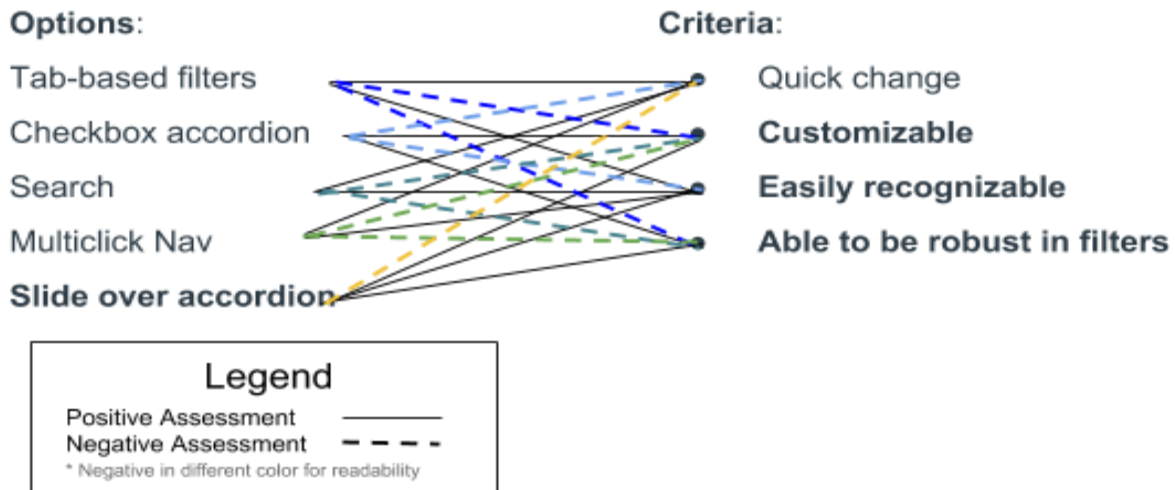 Options: Criteria:
Tab-based filters Quick change
Checkbox accordion Customizable
Search Easily recognizable
Multiclick Nav Able to be robust in filters
Slide over accordion
Legend
Positive Assessment
Negative Assessment
* Negative in different color for readability